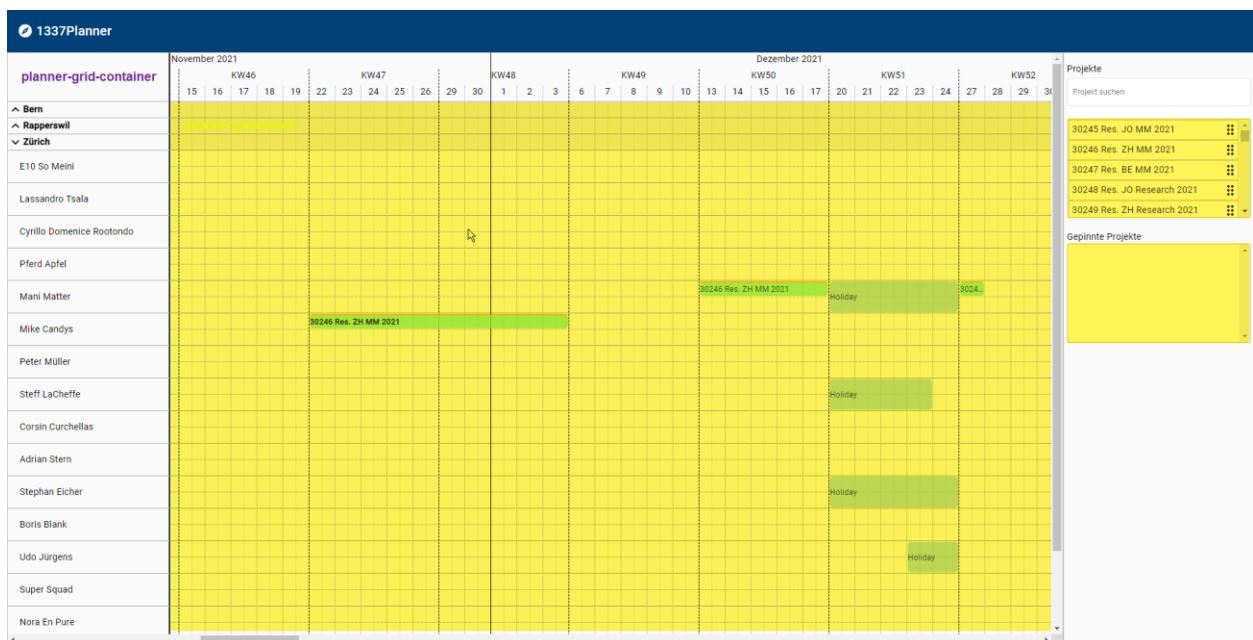 1337Planner
planner-grid-container
November 2021
Dezember 2021
KW46 KW47 KW48 KW49 KW50 KW51 KW52
15 16 17 18 19 22 23 24 25 26 29 30 1 2 3 6 7 8 9 10 13 14 15 16 17 20 21 22 23 24 27 28 29
Bern
Rapperswil
planner-grid-container
Zürich
E10 So Meini
Lassandro Tsala
Cyrillo Domenice Rootondo
Pferd Apfel
Mani Matter
30246 Res. ZH MM 2021
Holiday
3024...
Mike Candys
30246 Res. ZH MM 2021
Peter Müller
Steff LaCheffe
Holiday
Corsin Curchellas
Adrian Stern
Stephan Eicher
Holiday
Boris Blank
Udo Jürgens
Holiday
Super Squad
Nora En Pure
Projekte
Projekt suchen
30245 Res. JO MM 2021
30246 Res. ZH MM 2021
30247 Res. BE MM 2021
30248 Res. JO Research 2021
30249 Res. ZH Research 2021
Gepinnte Projekte